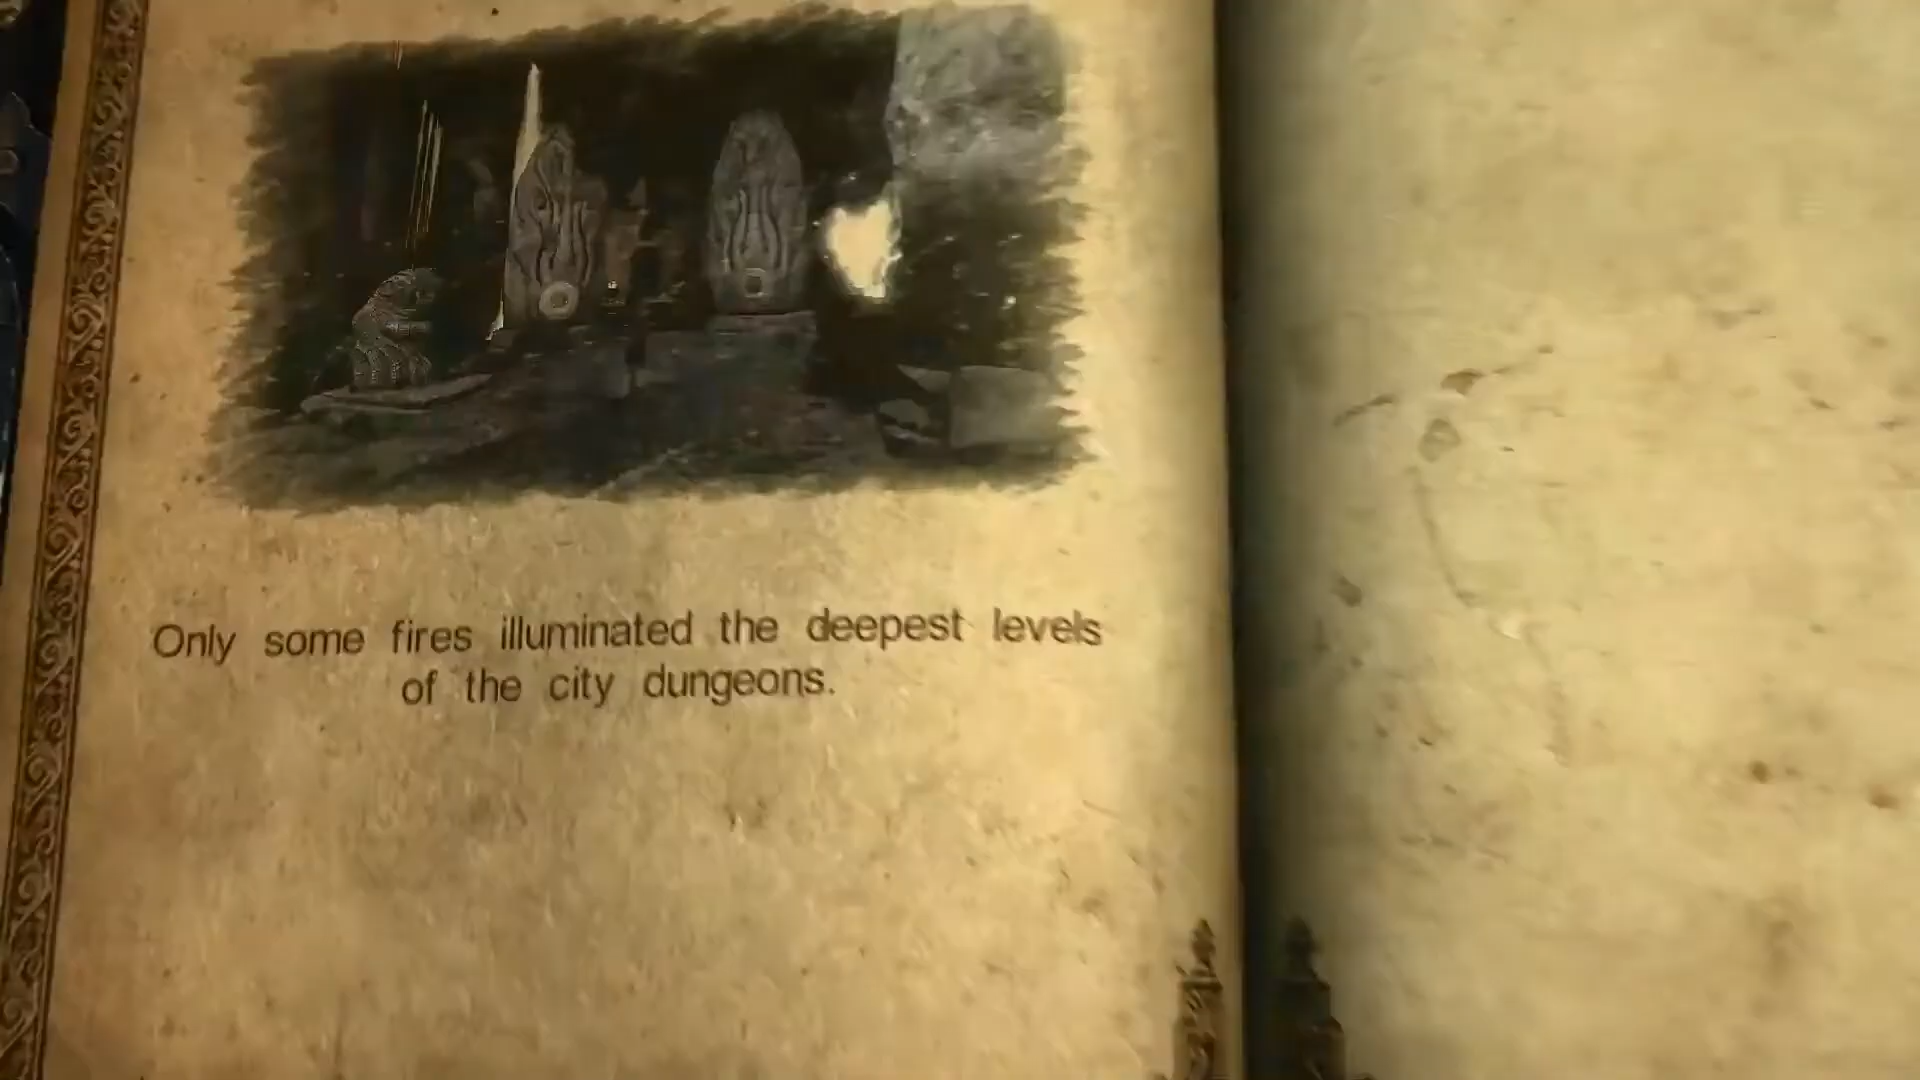 Only some fires illuminated the deepest levels
of the city dungeons.